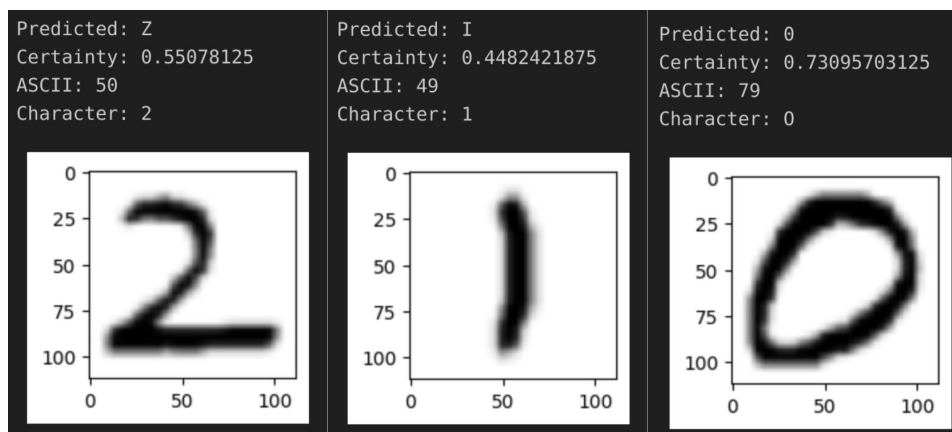 Predicted: Z
Certainty: 0.55078125
ASCII: 50
Character: 2
0
25
50
75
100
0 50 100
2
Predicted: I
Certainty: 0.4482421875
ASCII: 49
Character: 1
0
25
50
75
100
0 50 100
1
Predicted: 0
Certainty: 0.73095703125
ASCII: 79
Character: O
0
25
50
75
100
0 50 100
O